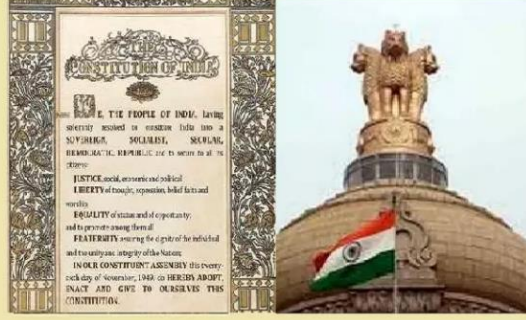 THE
CONSTITUTION OF INDIA
WE, THE PEOPLE OF INDIA, having
solemnly resolved to constitute India into a
SOVEREIGN, SOCIALIST, SECULAR,
DEMOCRATIC, REPUBLIC and to secure to all its
citizens:
JUSTICE, social, economic and political
LIBERTY of thought, expression, belief faith and
worship
EQUALITY of status and of opportunity;
and to promote among them all
FRATERNITY assuring the dignity of the individual
and the unity and integrity of the Nation;
IN OUR CONSTITUENT ASSEMBLY this twenty-
sixth day of November, 1949, do HEREBY ADOPT,
ENACT AND GIVE TO OURSELVES THIS
CONSTITUTION.